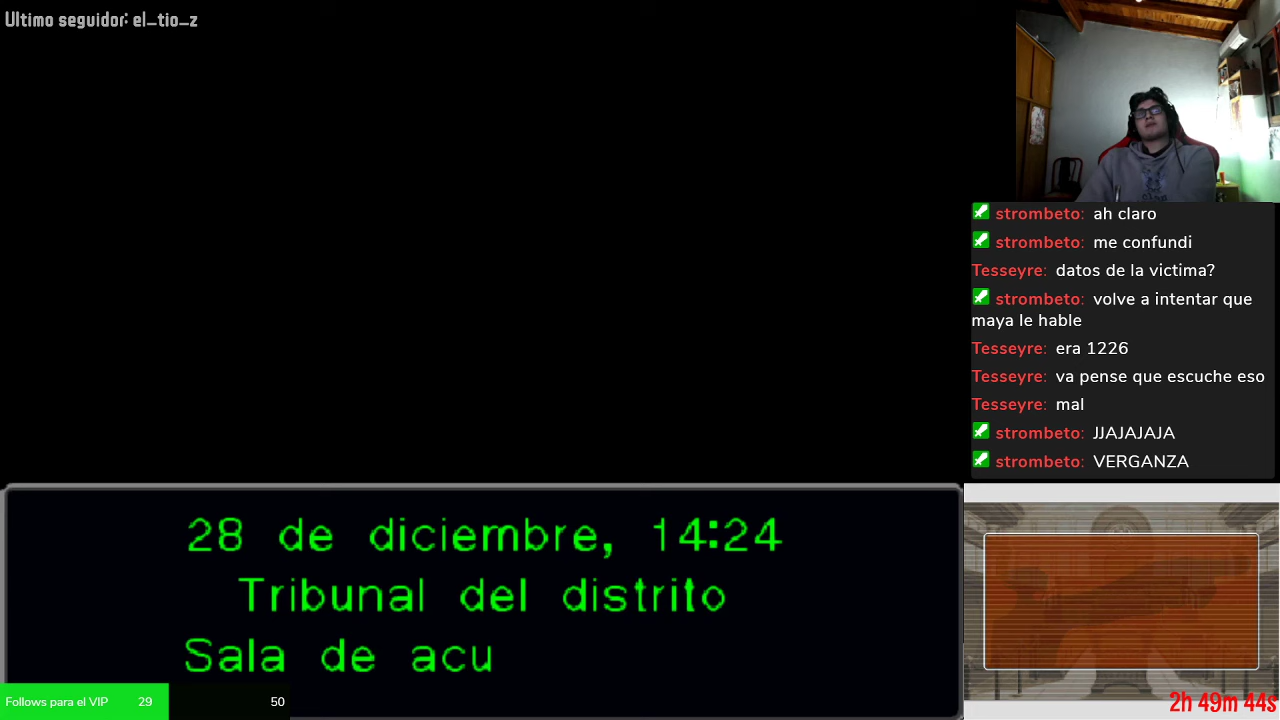 Ultimo seguidor: el_tio_z
strombeto: ah claro
strombeto: me confundi
Tesseyre: datos de la victima?
strombeto: volve a intentar que
maya le hable
Tesseyre: era 1226
Tesseyre: va pense que escuche eso
Tesseyre: mal
strombeto: JJAJAJAJA
strombeto: VERGANZA
28 de diciembre, 14:24
Tribunal del distrito
Sala de acu
Follows para el VIP 29 50
2h 49m 44s